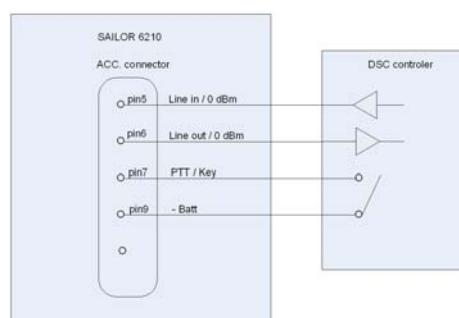 SAILOR 6210
ACC. connector
DSC controler
pin5 Line in / 0 dBm
pin6 Line out / 0 dBm
pin7 PTT / Key
pin9 - Batt